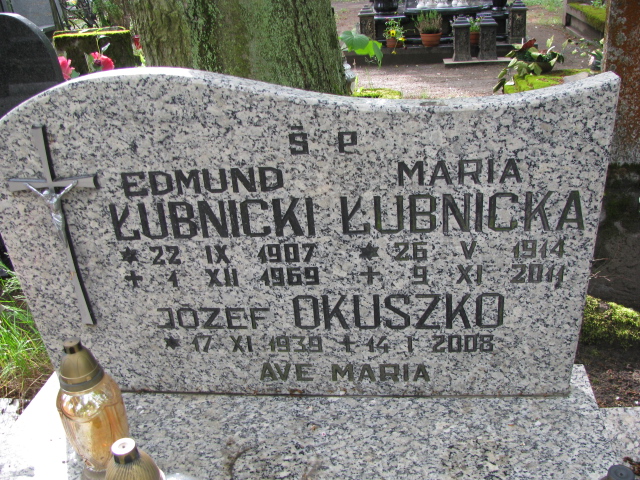 Ś P
EDMUND MARIA
ŁUBNICKI ŁUBNICKA
* 22 IX 1907 * 26 V 1914
+ 1 XII 1969 + 9 XI 2011
JÓZEF OKUSZKO
* 17 XI 1939 + 14 I 2008
AVE MARIA